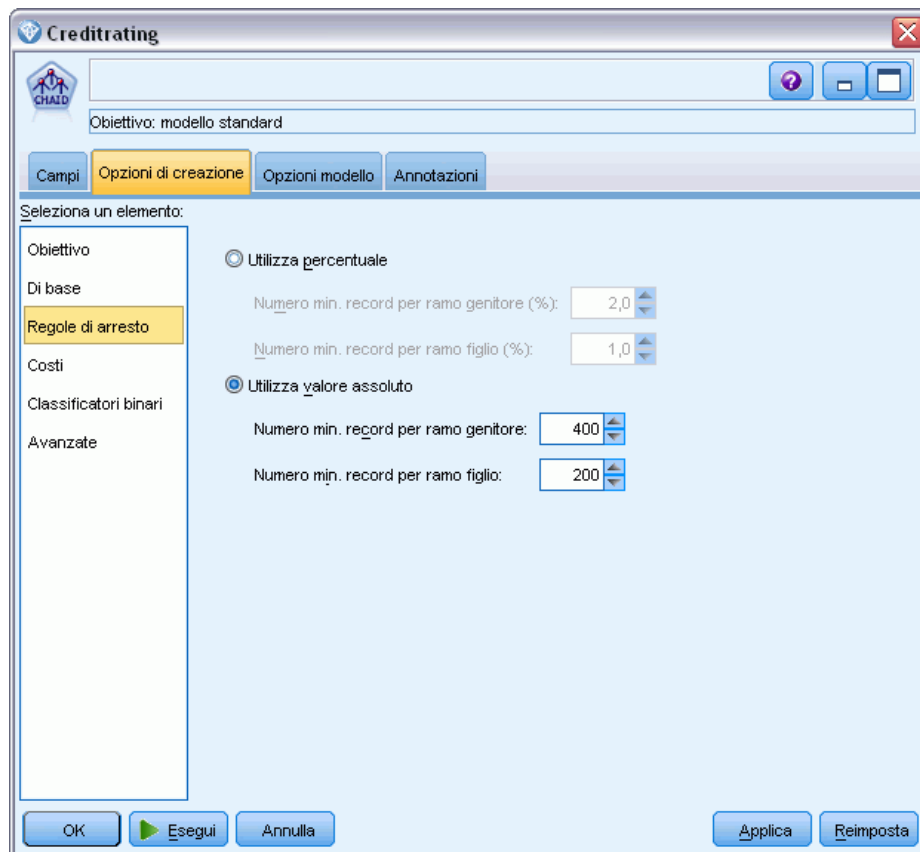 Creditrating
CHAID
Obiettivo: modello standard
Campi
Opzioni di creazione
Opzioni modello
Annotazioni
Seleziona un elemento:
Obiettivo
Di base
Regole di arresto
Costi
Classificatori binari
Avanzate
Utilizza percentuale
Numero min. record per ramo genitore (%): 2,0
Numero min. record per ramo figlio (%): 1,0
Utilizza valore assoluto
Numero min. record per ramo genitore: 400
Numero min. record per ramo figlio: 200
OK
Esegui
Annulla
Applica
Reimposta